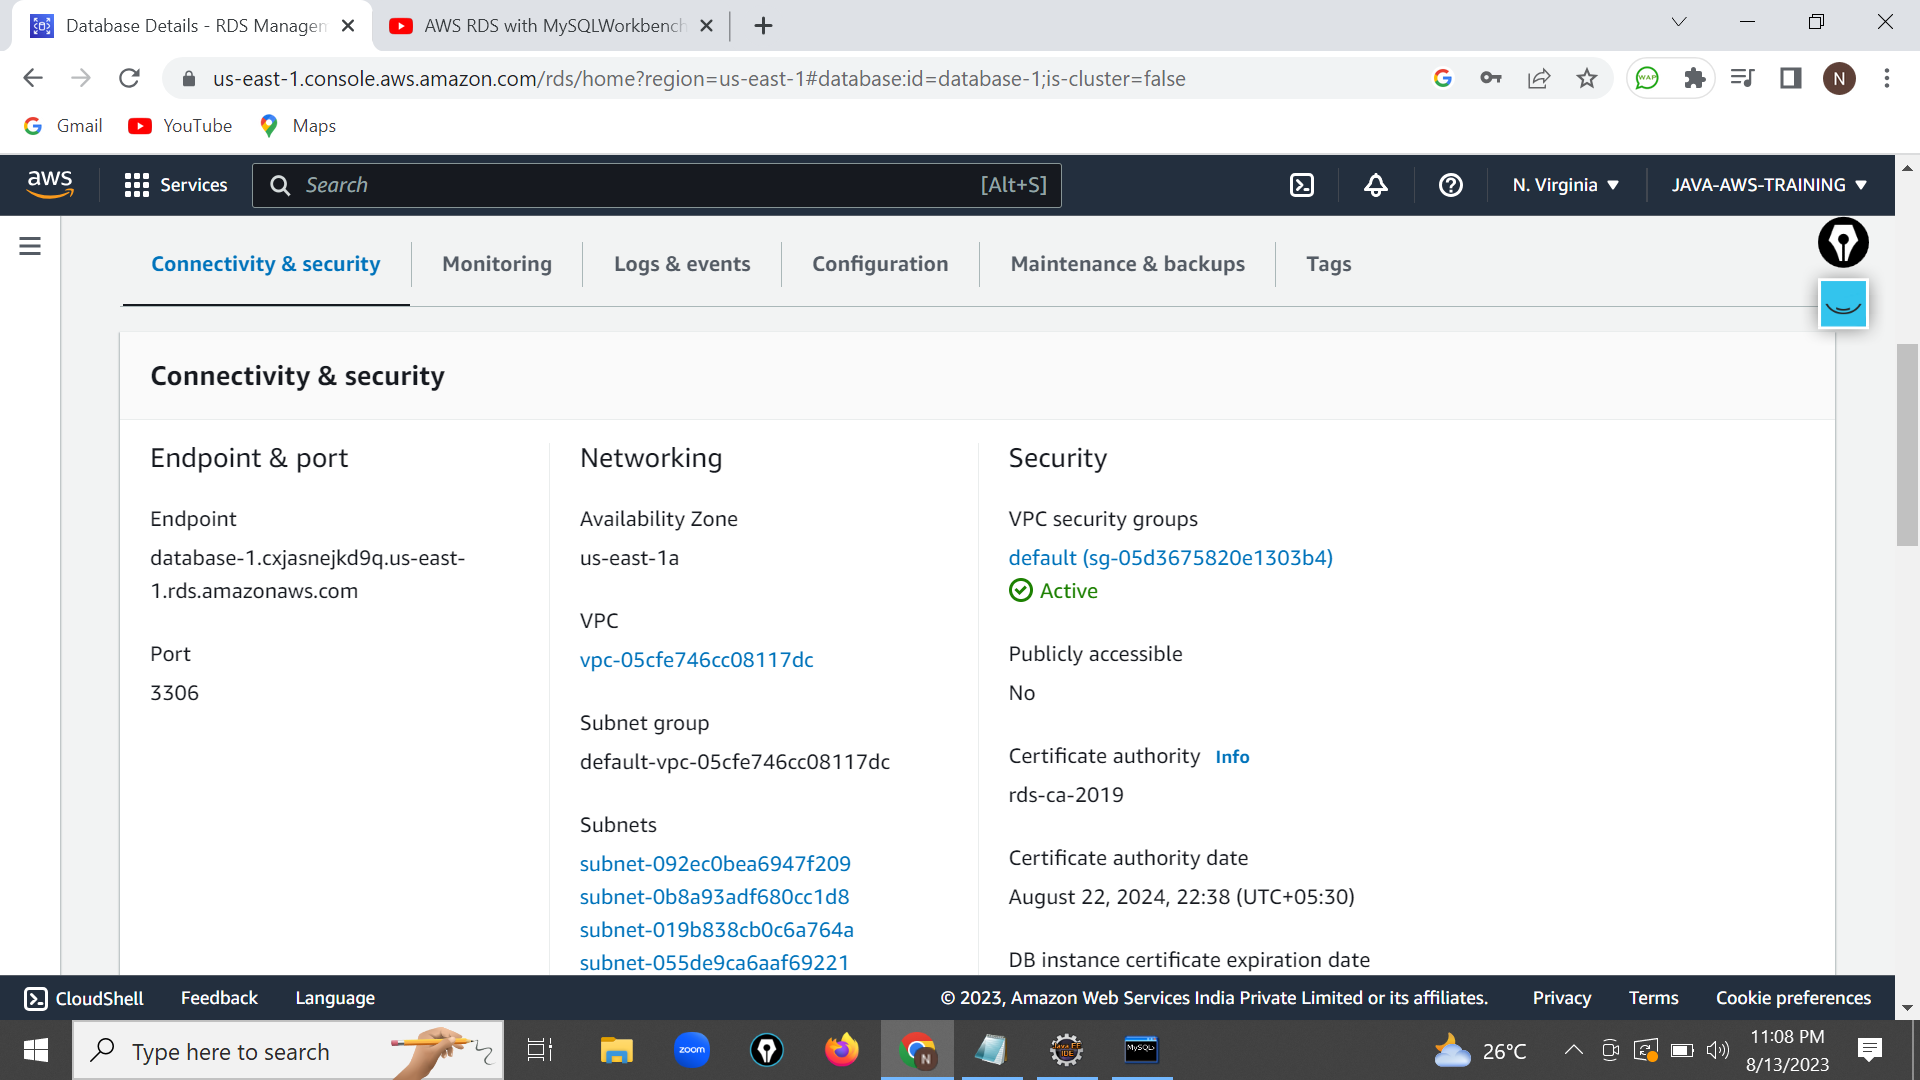 Database Details - RDS Managem
AWS RDS with MySQLWorkbench
us-east-1.console.aws.amazon.com/rds/home?region=us-east-1#database:id=database-1;is-cluster=false
WAP
N
Gmail
YouTube
Maps
aws
Services
Search
[Alt+S]
N. Virginia
JAVA-AWS-TRAINING
Connectivity & security
Monitoring
Logs & events
Configuration
Maintenance & backups
Tags
Connectivity & security
Endpoint & port
Endpoint
database-1.cxjasnejkd9q.us-east-
1.rds.amazonaws.com
Port
3306
Networking
Availability Zone
us-east-1a
VPC
vpc-05cfe746cc08117dc
Subnet group
default-vpc-05cfe746cc08117dc
Subnets
subnet-092ec0bea6947f209
subnet-0b8a93adf680cc1d8
subnet-019b838cb0c6a764a
subnet-055de9ca6aaf69221
Security
VPC security groups
default (sg-05d3675820e1303b4)
Active
Publicly accessible
No
Certificate authority Info
rds-ca-2019
Certificate authority date
August 22, 2024, 22:38 (UTC+05:30)
DB instance certificate expiration date
CloudShell
Feedback
Language
© 2023, Amazon Web Services India Private Limited or its affiliates.
Privacy
Terms
Cookie preferences
Type here to search
zoom
N
Java EE
IDE
MySQL
26°C
11:08 PM
8/13/2023